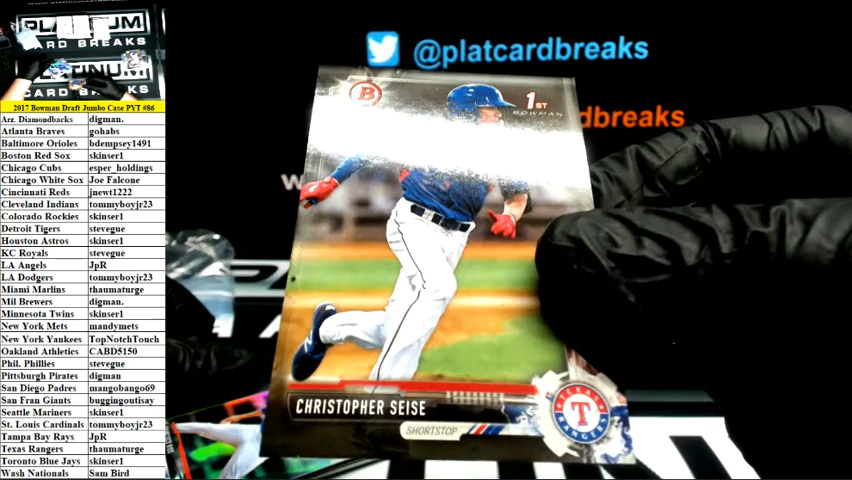 PLATINUM
CARD BREAKS
PLATINUM
CARD BREAKS
2017 Bowman Draft Jumbo Case PYT #86
Arz. Diamondbacks digman.
Atlanta Braves gohabs
Baltimore Orioles bdempsey1491
Boston Red Sox skinser1
Chicago Cubs esper_holdings
Chicago White Sox Joe Falcone
Cincinnati Reds jnewt1222
Cleveland Indians tommyboyjr23
Colorado Rockies skinser1
Detroit Tigers stevegue
Houston Astros skinser1
KC Royals stevegue
LA Angels JpR
LA Dodgers tommyboyjr23
Miami Marlins thaumaturge
Mil Brewers digman.
Minnesota Twins skinser1
New York Mets mandymets
New York Yankees TopNotchTouch
Oakland Athletics CABD5150
Phil. Phillies stevegue
Pittsburgh Pirates digman
San Diego Padres mangobango69
San Fran Giants buggingoutisay
Seattle Mariners skinser1
St. Louis Cardinals tommyboyjr23
Tampa Bay Rays JpR
Texas Rangers thaumaturge
Toronto Blue Jays skinser1
Wash Nationals Sam Bird
@platcardbreaks
dbreaks
w
B
1ST
BOWMAN
CHRISTOPHER SEISE
SHORTSTOP
TEXAS
T
RANGERS